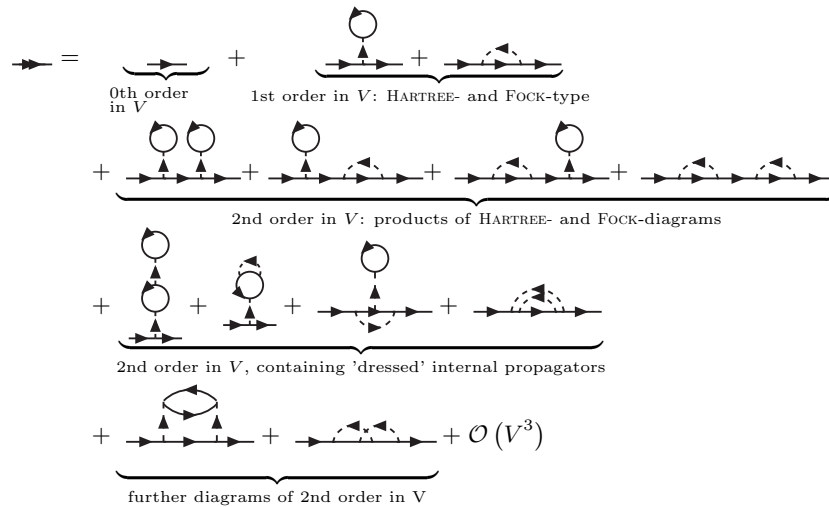 = + +
0th order
in V
1st order in V: HARTREE- and FOCK-type
+ + + +
2nd order in V: products of HARTREE- and FOCK-diagrams
+ + + +
2nd order in V, containing 'dressed' internal propagators
+ + + O (V³)
further diagrams of 2nd order in V